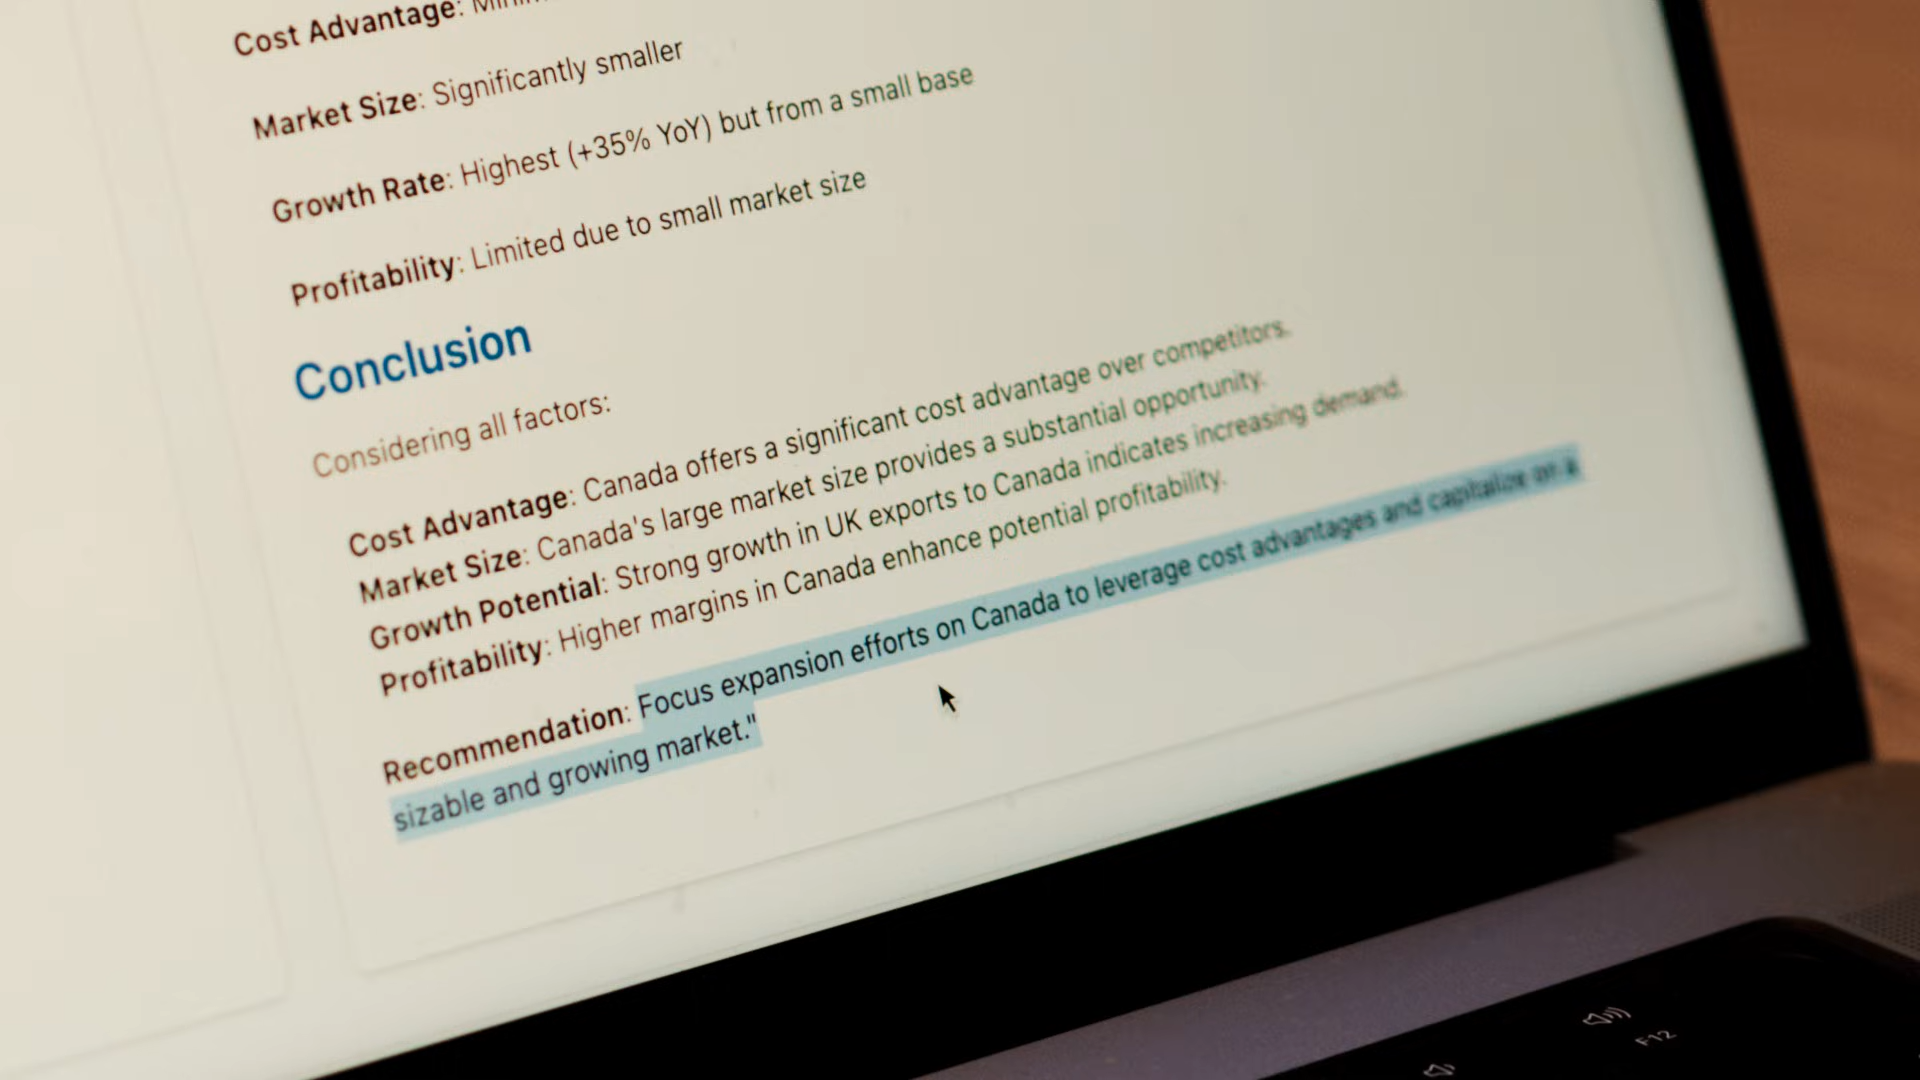 Cost Advantage:
Market Size: Significantly smaller
Growth Rate: Highest (+35% YoY) but from a small base
Profitability: Limited due to small market size
Conclusion
Considering all factors:
Cost Advantage: Canada offers a significant cost advantage over competitors.
Market Size: Canada's large market size provides a substantial opportunity.
Growth Potential: Strong growth in UK exports to Canada indicates increasing demand.
Profitability: Higher margins in Canada enhance potential profitability.
Recommendation: Focus expansion efforts on Canada to leverage cost advantages and capitalize on a
sizable and growing market."
F12